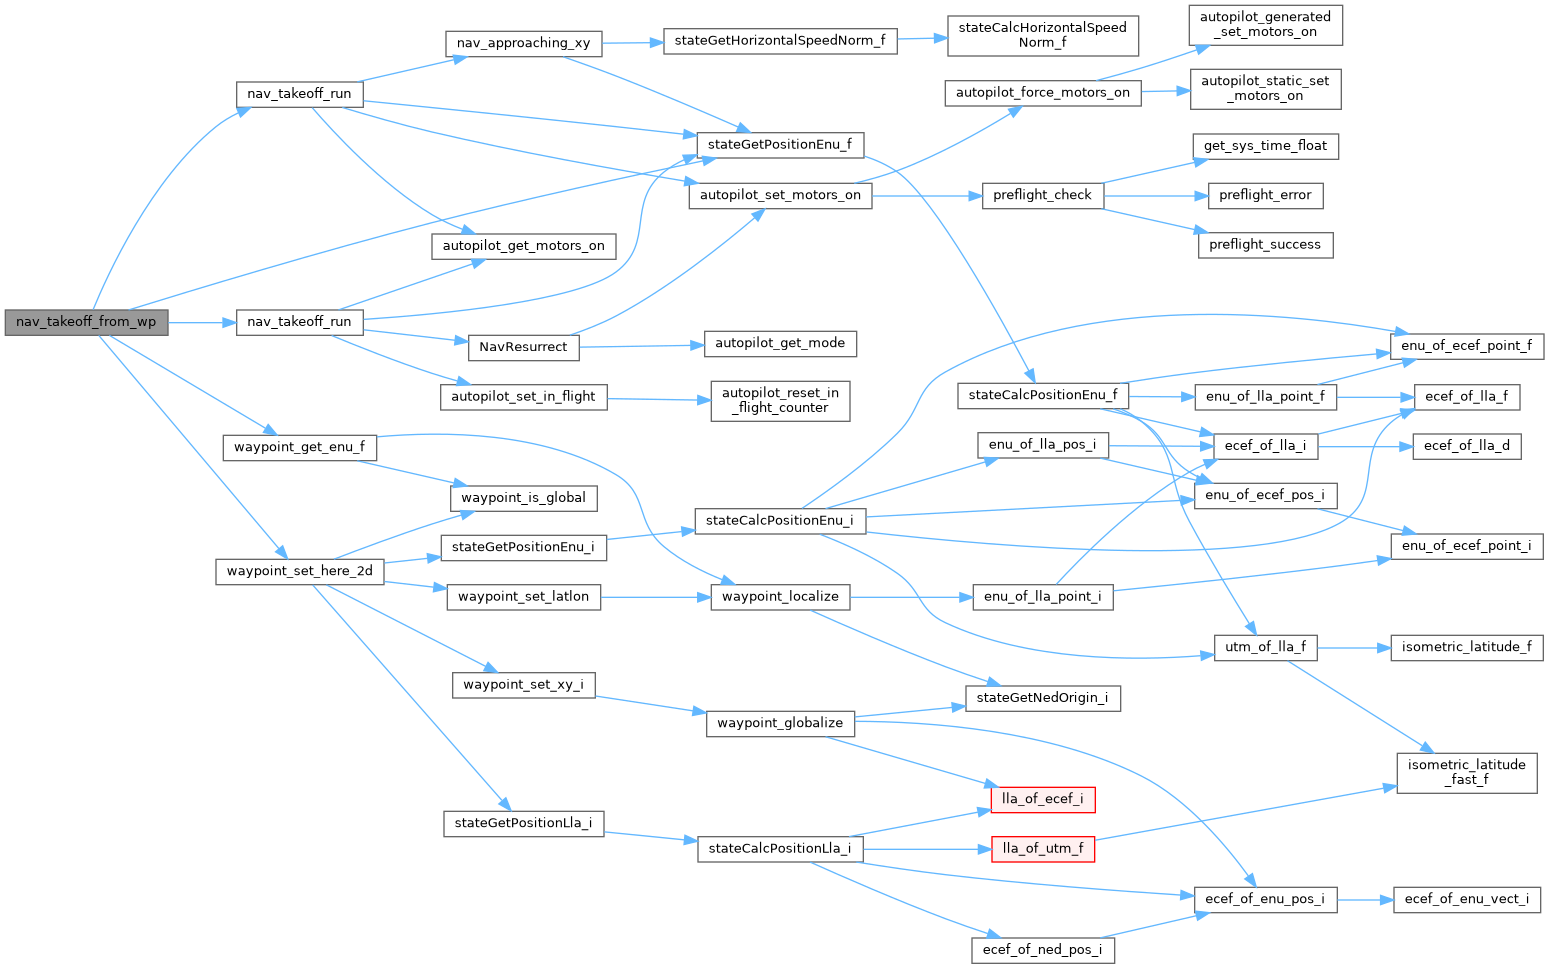 nav_takeoff_from_wp
nav_takeoff_run
nav_approaching_xy
stateGetHorizontalSpeedNorm_f
stateCalcHorizontalSpeed
Norm_f
autopilot_generated
_set_motors_on
autopilot_force_motors_on
autopilot_static_set
_motors_on
stateGetPositionEnu_f
get_sys_time_float
autopilot_set_motors_on
preflight_check
preflight_error
autopilot_get_motors_on
preflight_success
nav_takeoff_run
NavResurrect
autopilot_get_mode
enu_of_ecef_point_f
autopilot_set_in_flight
autopilot_reset_in
_flight_counter
stateCalcPositionEnu_f
enu_of_lla_point_f
ecef_of_lla_f
waypoint_get_enu_f
enu_of_lla_pos_i
ecef_of_lla_i
ecef_of_lla_d
waypoint_is_global
enu_of_ecef_pos_i
stateCalcPositionEnu_i
stateGetPositionEnu_i
enu_of_ecef_point_i
waypoint_set_here_2d
waypoint_set_latlon
waypoint_localize
enu_of_lla_point_i
utm_of_lla_f
isometric_latitude_f
waypoint_set_xy_i
stateGetNedOrigin_i
waypoint_globalize
isometric_latitude
_fast_f
lla_of_ecef_i
stateGetPositionLla_i
stateCalcPositionLla_i
lla_of_utm_f
ecef_of_enu_pos_i
ecef_of_enu_vect_i
ecef_of_ned_pos_i